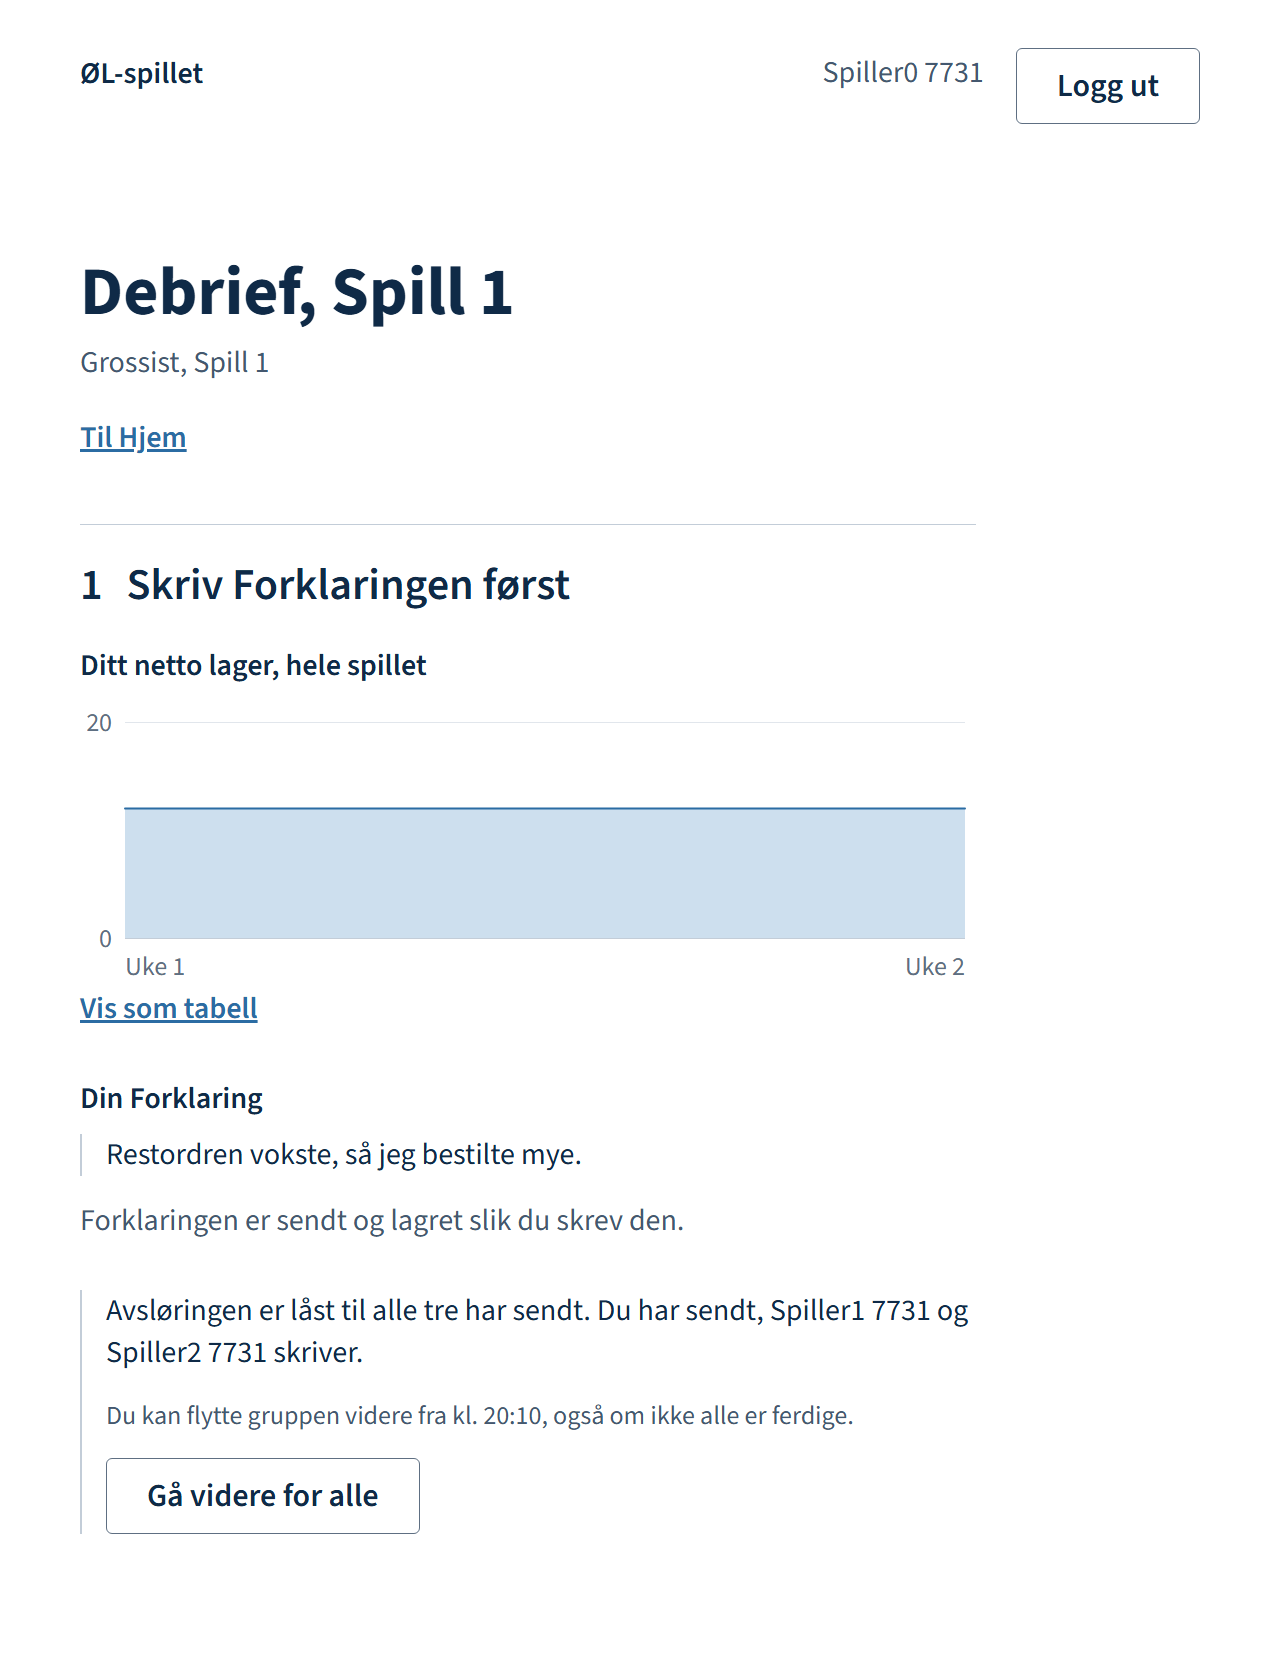 ØL-spillet
Spiller0 7731
Logg ut
Debrief, Spill 1
Grossist, Spill 1
Til Hjem
1 Skriv Forklaringen først
Ditt netto lager, hele spillet
20
0
Uke 1
Uke 2
Vis som tabell
Din Forklaring
Restordren vokste, så jeg bestilte mye.
Forklaringen er sendt og lagret slik du skrev den.
Avsløringen er låst til alle tre har sendt. Du har sendt, Spiller1 7731 og
Spiller2 7731 skriver.
Du kan flytte gruppen videre fra kl. 20:10, også om ikke alle er ferdige.
Gå videre for alle